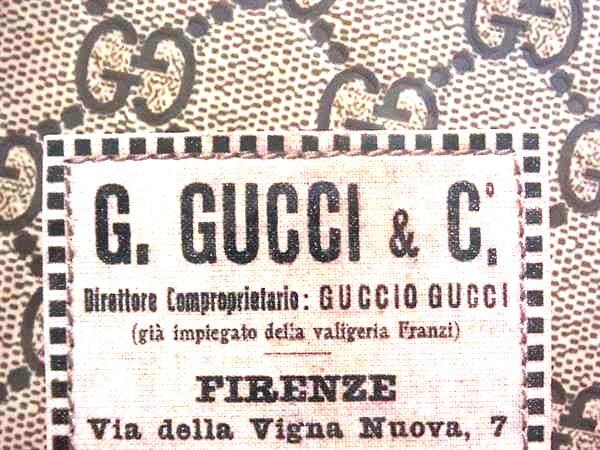 G. GUCCI & C.º
Direttore Comproprietario: GUCCIO GUCCI
(già impiegato della valigeria Franzi)
FIRENZE
Via della Vigna Nuova, 7